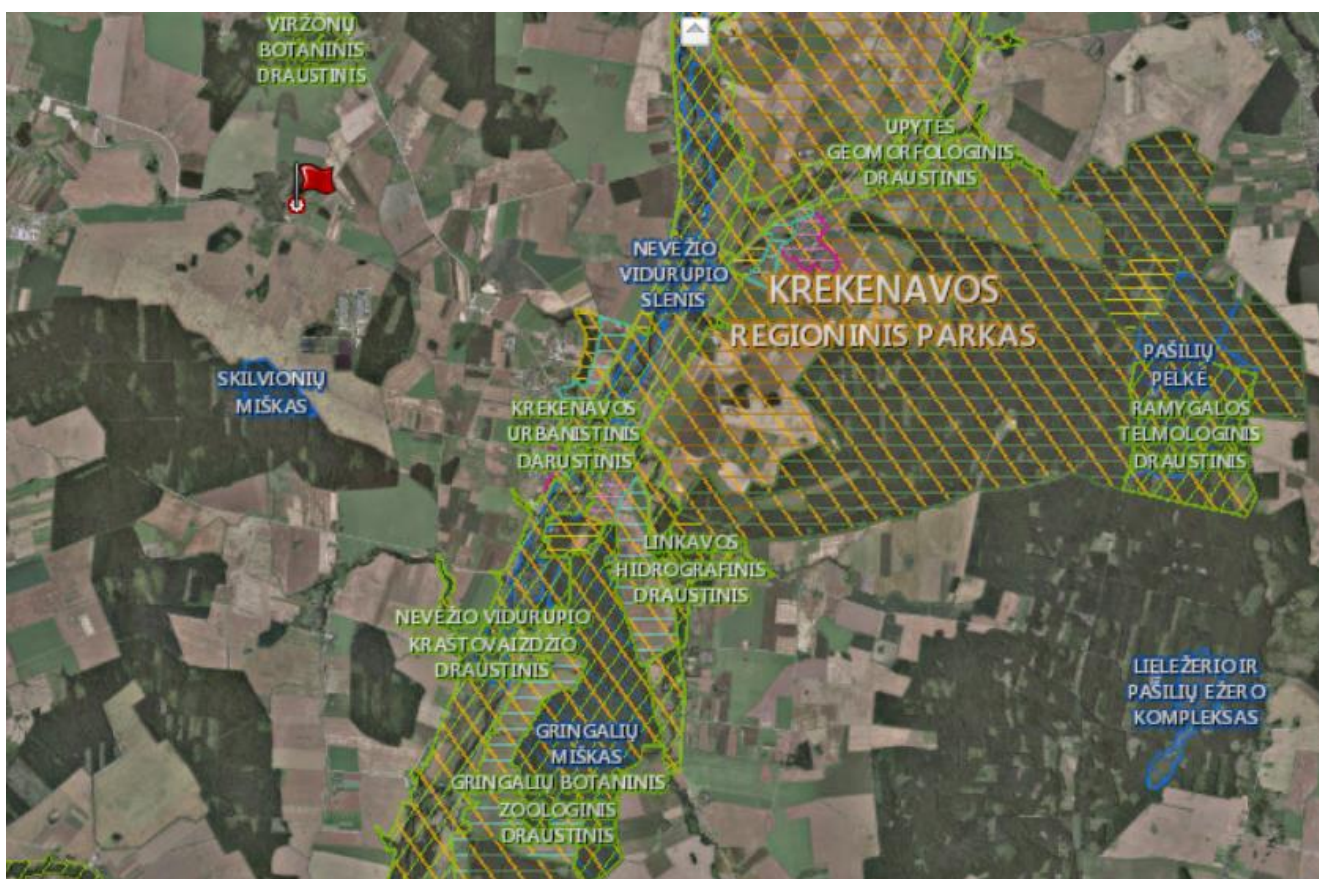 VIRŽONŲ
BOTANINIS
DRAUSTINIS
UPYTĖS
GEOMORFOLOGINIS
DRAUSTINIS
NEVĖŽIO
VIDURUPIO
SLĖNIS
KREKENAVOS
REGIONINIS PARKAS
SKILVIONIŲ
MIŠKAS
PAŠILIŲ
PELKĖ
RAMYGALOS
TELMOLOGINIS
DRAUSTINIS
KREKENAVOS
URBANISTINIS
DARUSTINIS
LINKAVOS
HIDROGRAFINIS
DRAUSTINIS
NEVĖŽIO VIDURUPIO
KRAŠTOVAIZDŽIO
DRAUSTINIS
LIELEŽERIO IR
PAŠILIŲ EŽERO
KOMPLEKSAS
GRINGALIŲ
MIŠKAS
GRINGALIŲ BOTANINIS
ZOOLOGINIS
DRAUSTINIS